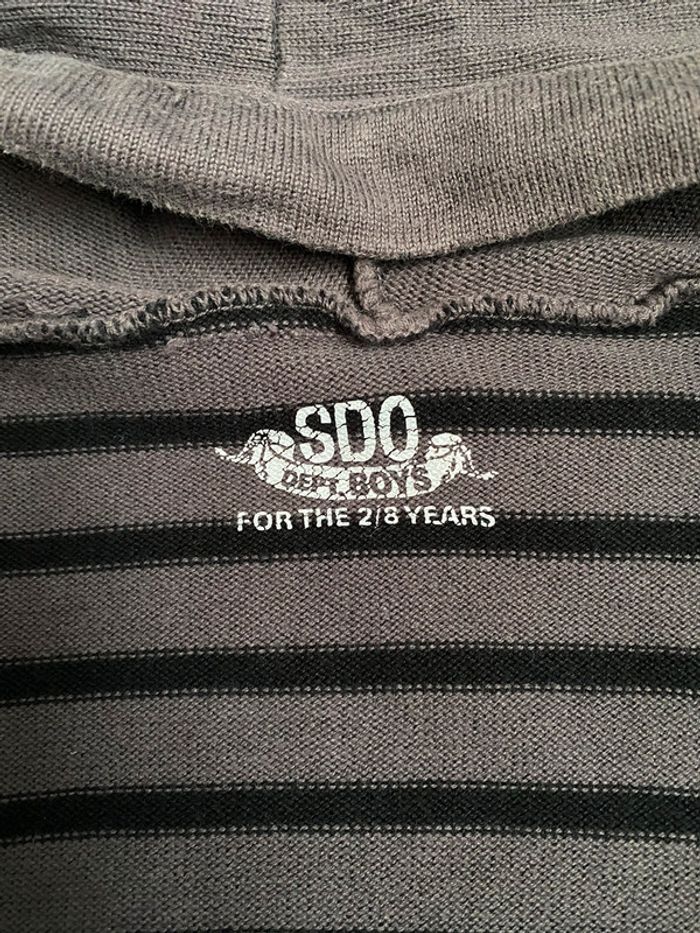 SDO
DEPT BOYS
FOR THE 2/8 YEARS